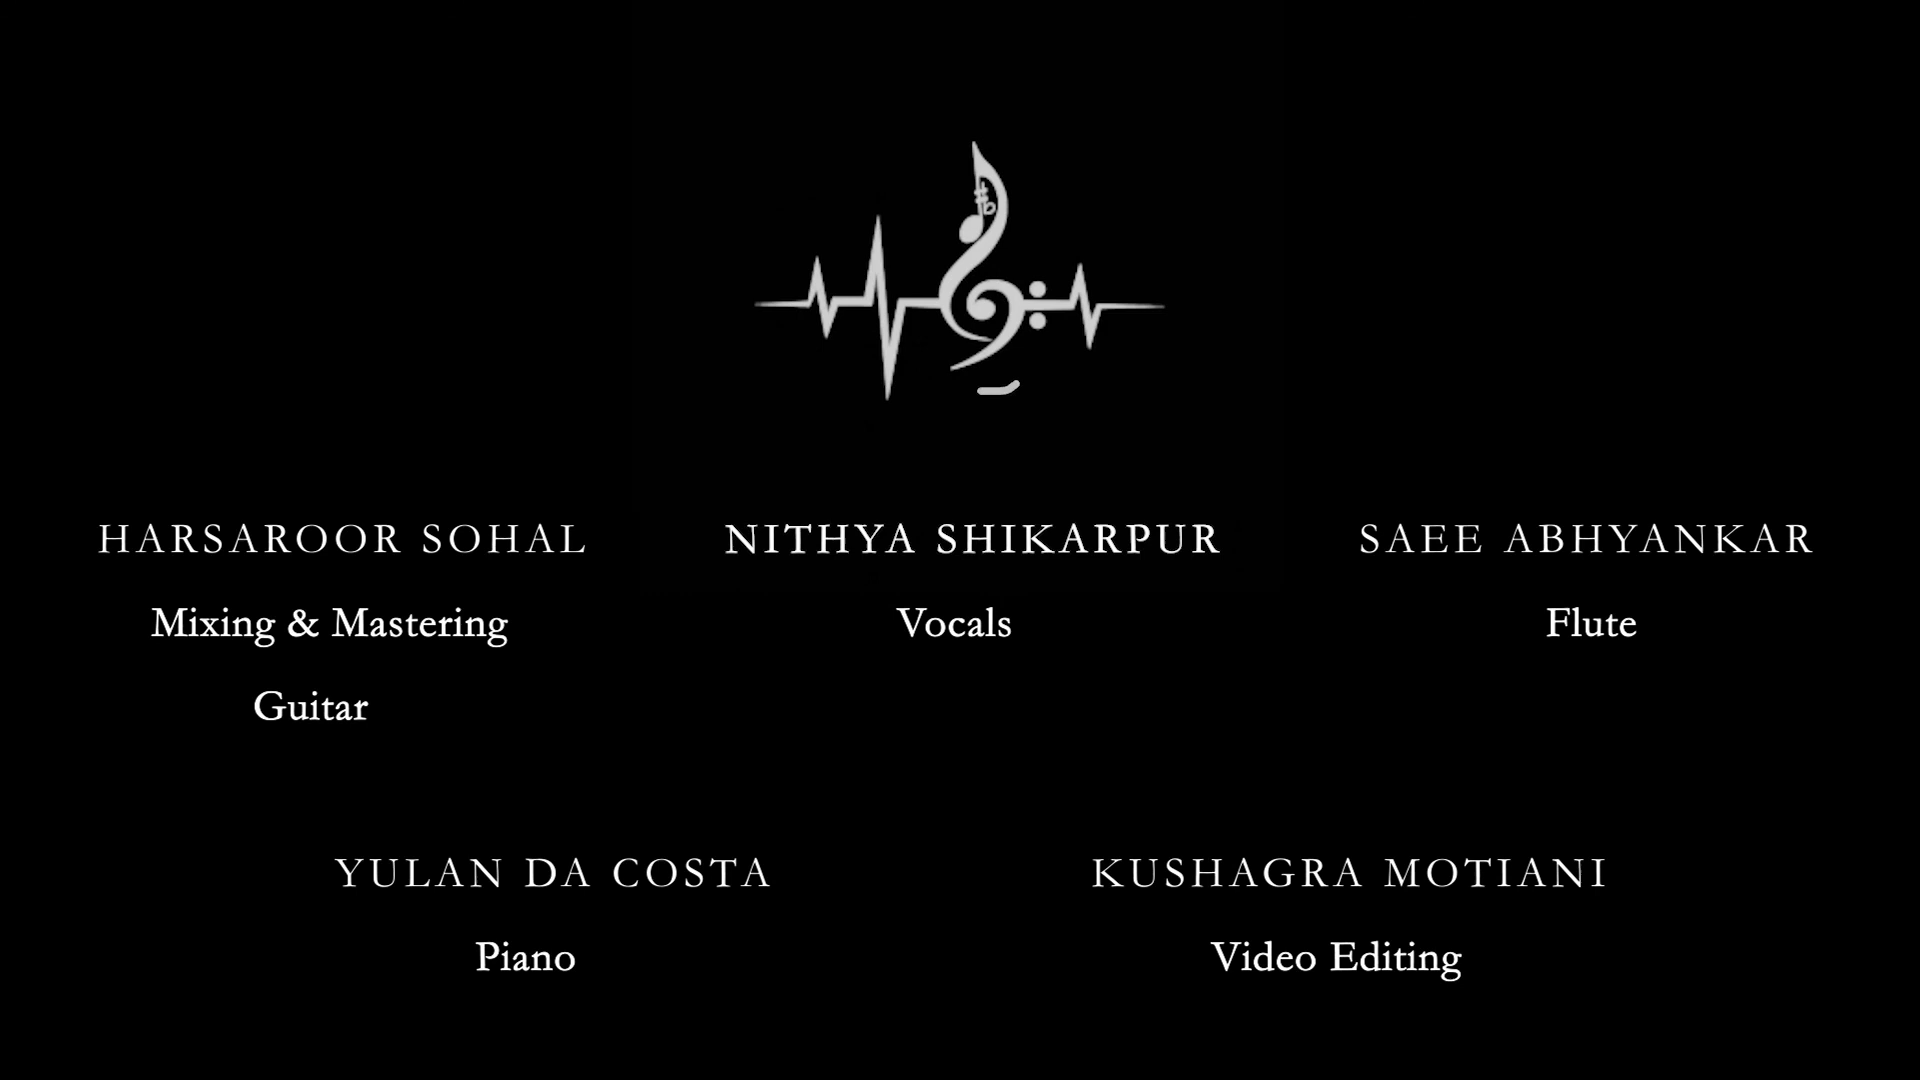 HARSAROOR SOHAL
Mixing & Mastering
Guitar
NITHYA SHIKARPUR
Vocals
SAEE ABHYANKAR
Flute
YULAN DA COSTA
Piano
KUSHAGRA MOTIANI
Video Editing